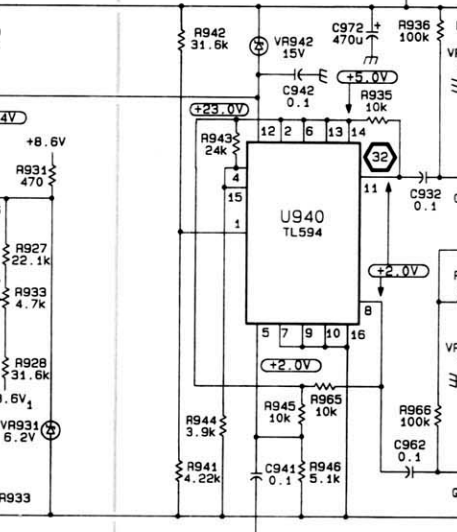 R942
31.6k
VR942
15V
C972
470u
+
R936
100k
C942
0.1
+5.0V
R935
10k
+23.0V
4V
+8.6V
R931
470
R943
24k
12 2 6 13 14
32
4
15
11
C932
0.1
1
U940
TL594
R927
22.1k
R933
4.7k
+2.0V
8
5 7 9 10 16
R928
31.6k
+2.0V
.6V1
VR931
6.2V
R945
10k
R965
10k
R966
100k
R944
3.9k
R941
4.22k
C941
0.1
R946
5.1k
C962
0.1
R933